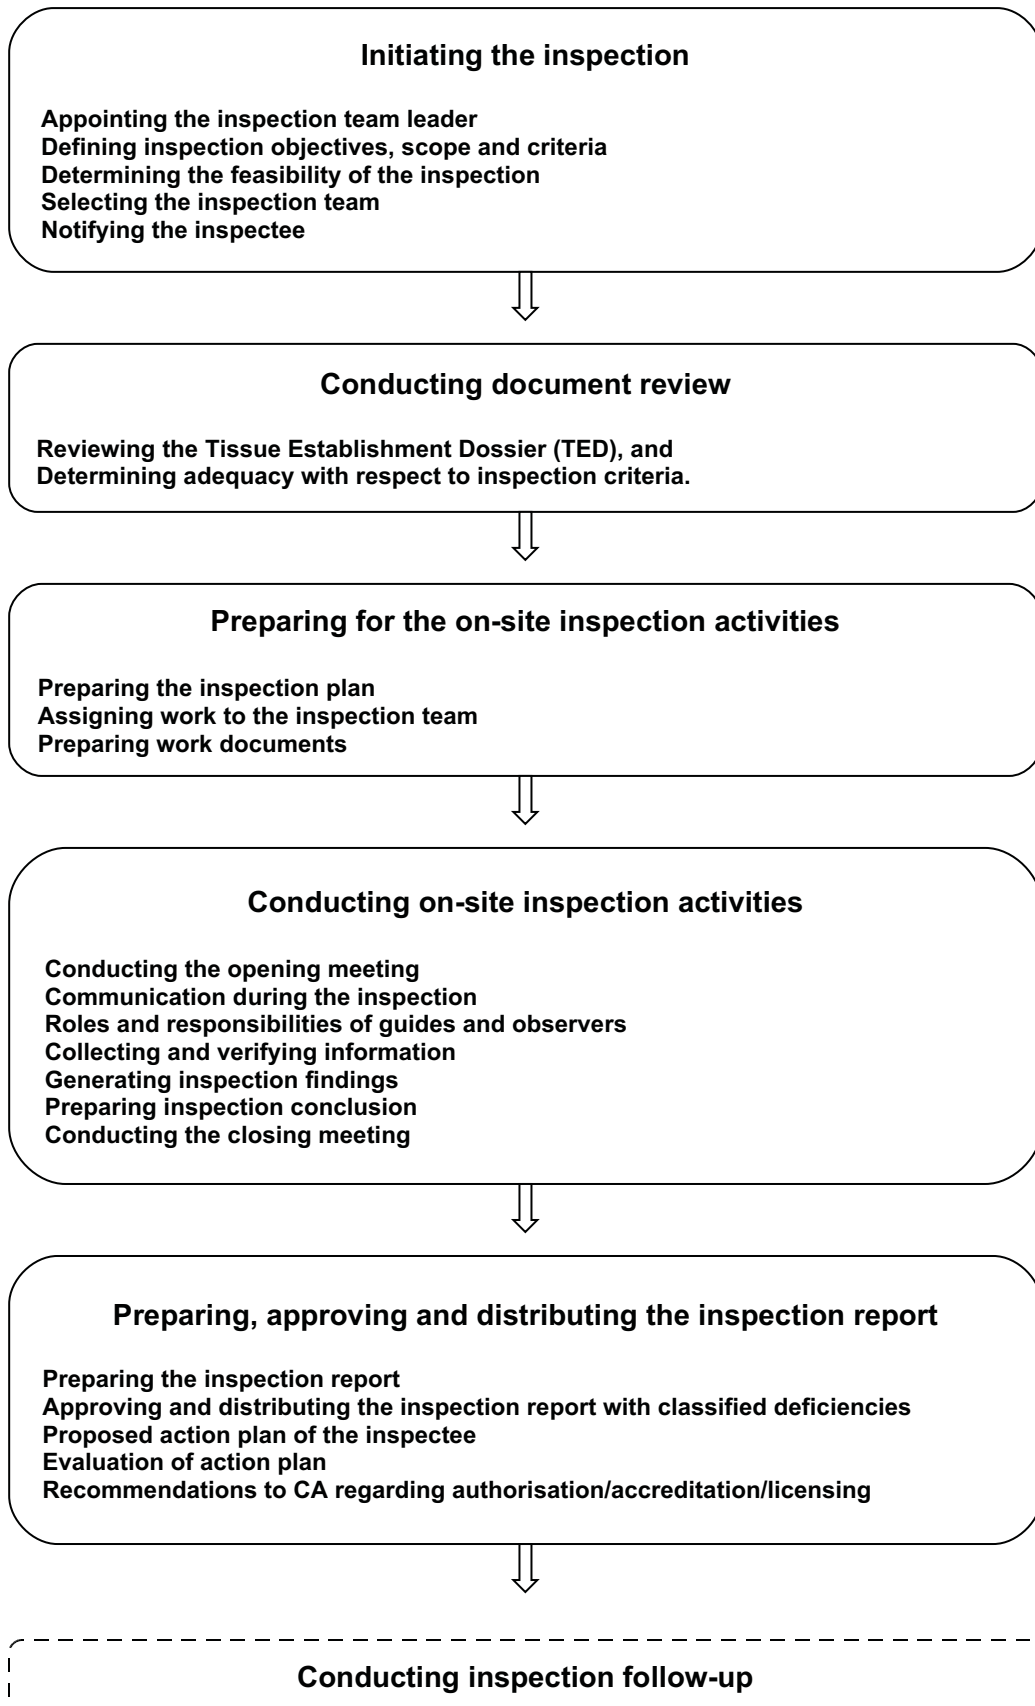 Initiating the inspection
Appointing the inspection team leader
Defining inspection objectives, scope and criteria
Determining the feasibility of the inspection
Selecting the inspection team
Notifying the inspectee
Conducting document review
Reviewing the Tissue Establishment Dossier (TED), and
Determining adequacy with respect to inspection criteria.
Preparing for the on-site inspection activities
Preparing the inspection plan
Assigning work to the inspection team
Preparing work documents
Conducting on-site inspection activities
Conducting the opening meeting
Communication during the inspection
Roles and responsibilities of guides and observers
Collecting and verifying information
Generating inspection findings
Preparing inspection conclusion
Conducting the closing meeting
Preparing, approving and distributing the inspection report
Preparing the inspection report
Approving and distributing the inspection report with classified deficiencies
Proposed action plan of the inspectee
Evaluation of action plan
Recommendations to CA regarding authorisation/accreditation/licensing
Conducting inspection follow-up